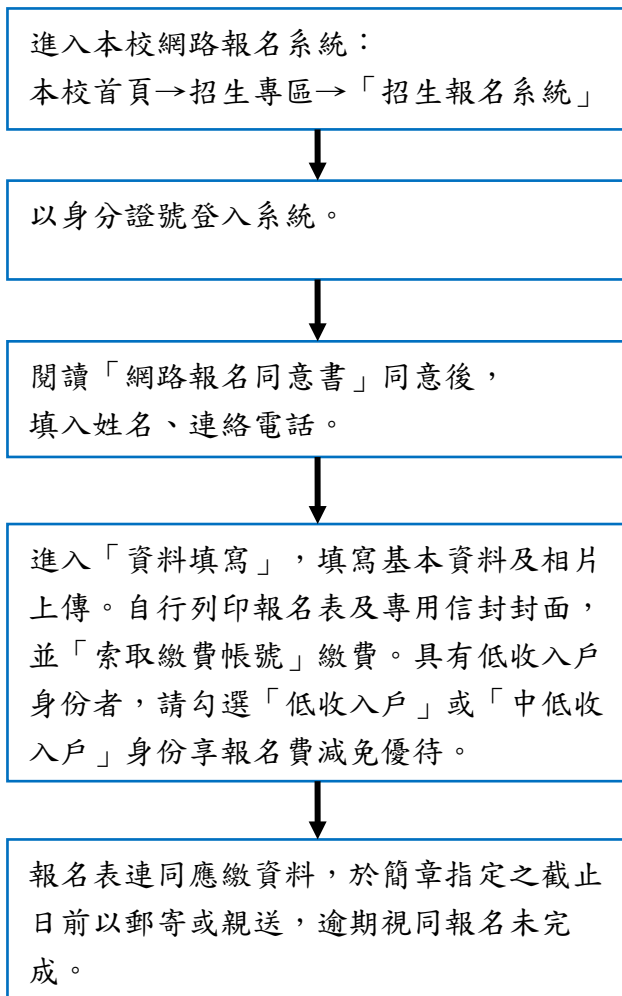 進入本校網路報名系統：
本校首頁→招生專區→「招生報名系統」
以身分證號登入系統。
閱讀「網路報名同意書」同意後，
填入姓名、連絡電話。
進入「資料填寫」，填寫基本資料及相片
上傳。自行列印報名表及專用信封封面，
並「索取繳費帳號」繳費。具有低收入戶
身份者，請勾選「低收入戶」或「中低收
入戶」身份享報名費減免優待。
報名表連同應繳資料，於簡章指定之截止
日前以郵寄或親送，逾期視同報名未完
成。